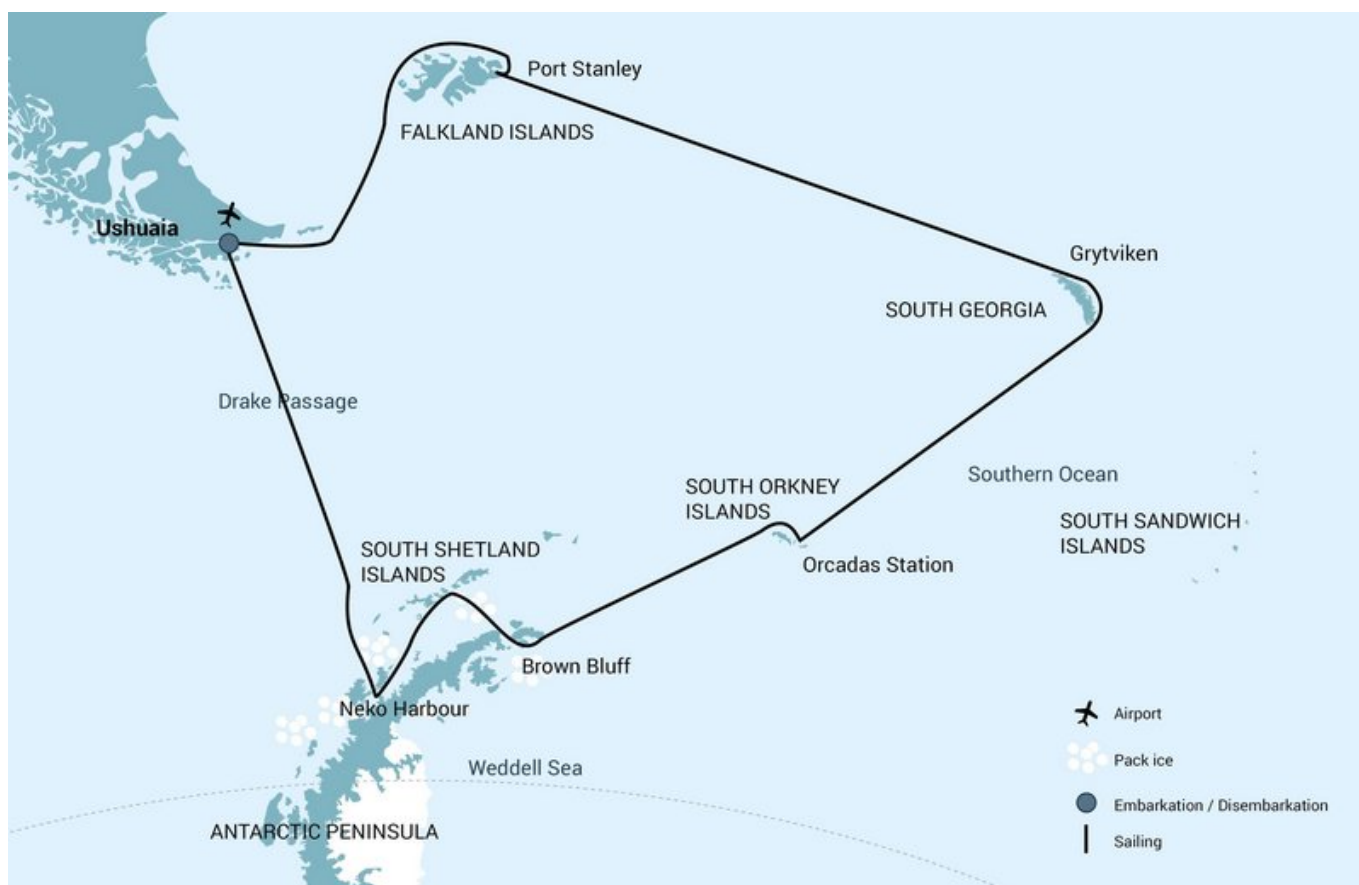 Port Stanley
FALKLAND ISLANDS
Ushuaia
Grytviken
SOUTH GEORGIA
Drake Passage
Southern Ocean
SOUTH ORKNEY
ISLANDS
SOUTH SANDWICH
ISLANDS
SOUTH SHETLAND
ISLANDS
Orcadas Station
Brown Bluff
Neko Harbour
Weddell Sea
ANTARCTIC PENINSULA
Airport
Pack ice
Embarkation / Disembarkation
Sailing